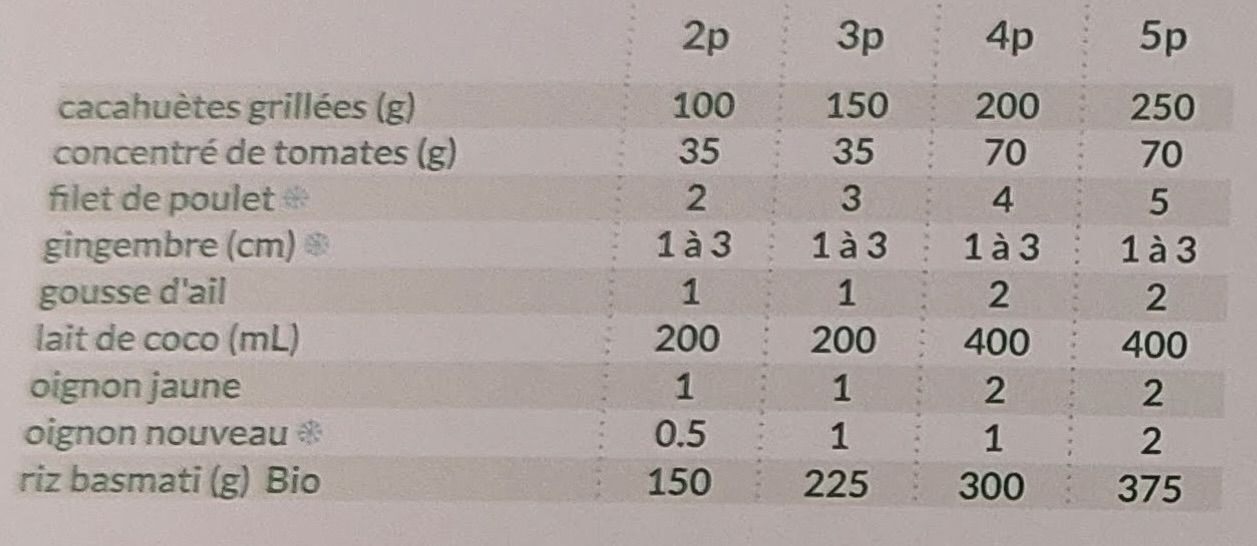 2p 3p 4p 5p
cacahuètes grillées (g) 100 150 200 250
concentré de tomates (g) 35 35 70 70
filet de poulet 2 3 4 5
gingembre (cm) 1 à 3 1 à 3 1 à 3 1 à 3
gousse d'ail 1 1 2 2
lait de coco (mL) 200 200 400 400
oignon jaune 1 1 2 2
oignon nouveau 0.5 1 1 2
riz basmati (g) Bio 150 225 300 375